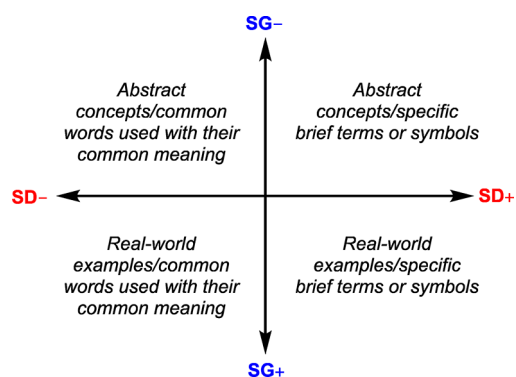 SG−
Abstract
concepts/common
words used with their
common meaning
Abstract
concepts/specific
brief terms or symbols
SD−
SD+
Real-world
examples/common
words used with their
common meaning
Real-world
examples/specific
brief terms or symbols
SG+